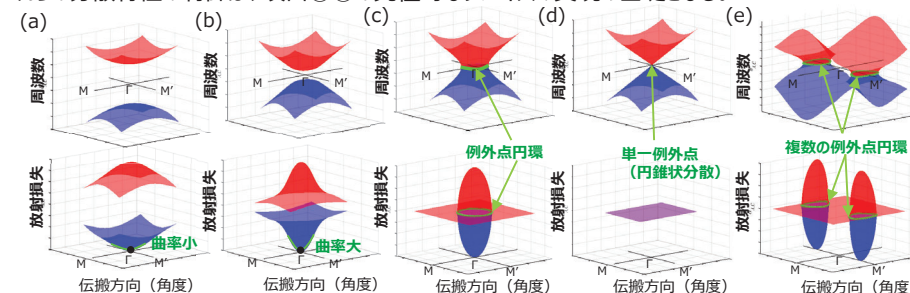 (a)
(b)
(c)
(d)
(e)
周波数
M
Γ
M′
周波数
M
Γ
M′
周波数
M
Γ
M′
周波数
M
Γ
M′
周波数
M
Γ
M′
例外点円環
単一例外点
（円錐状分散）
複数の例外点円環
放射損失
曲率小
M
Γ
M′
伝搬方向（角度）
放射損失
曲率大
M
Γ
M′
伝搬方向（角度）
放射損失
M
Γ
M′
伝搬方向（角度）
放射損失
M
Γ
M′
伝搬方向（角度）
放射損失
M
Γ
M′
伝搬方向（角度